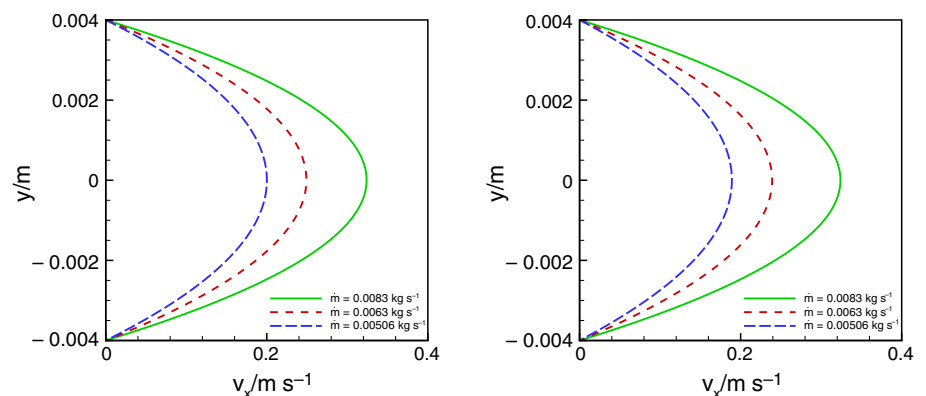 0.004
0.002
0
– 0.002
– 0.004
y/m
0
0.2
0.4
vₓ/m s⁻¹
ṁ = 0.0083 kg s⁻¹
ṁ = 0.0063 kg s⁻¹
ṁ = 0.00506 kg s⁻¹
0.004
0.002
0
– 0.002
– 0.004
y/m
0
0.2
0.4
vₓ/m s⁻¹
ṁ = 0.0083 kg s⁻¹
ṁ = 0.0063 kg s⁻¹
ṁ = 0.00506 kg s⁻¹